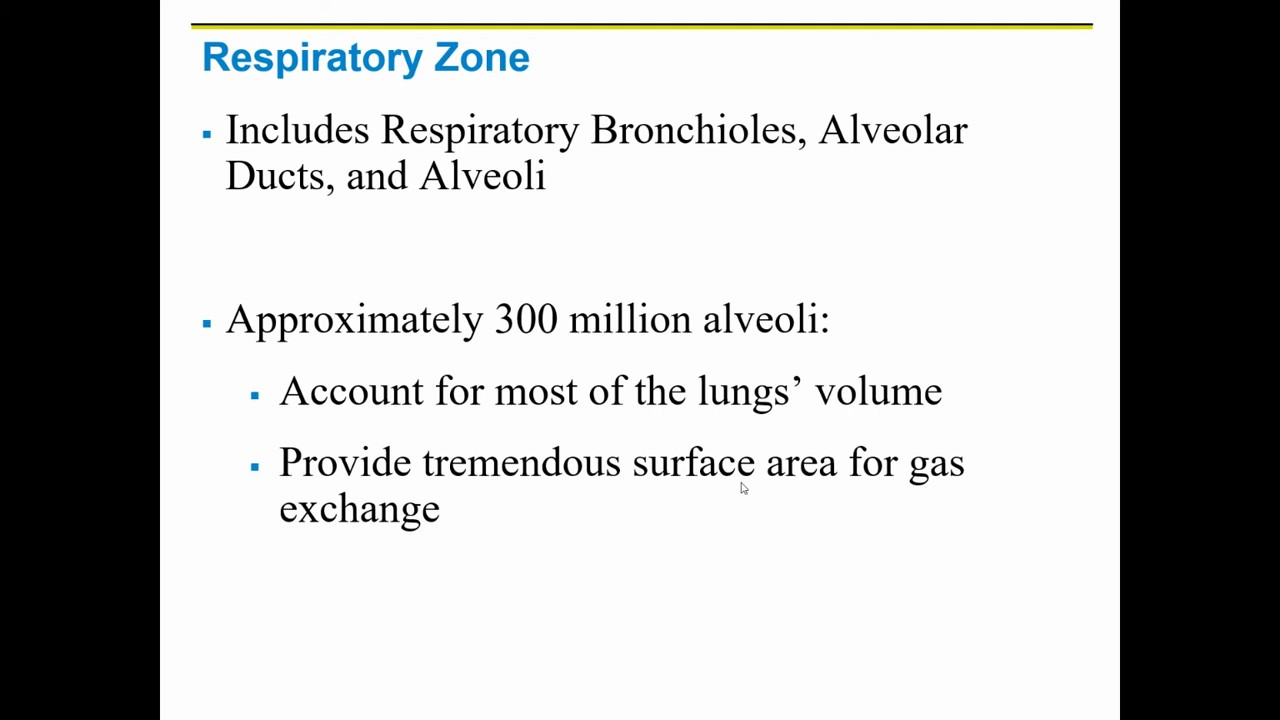 Respiratory Zone
▪ Includes Respiratory Bronchioles, Alveolar
Ducts, and Alveoli
▪ Approximately 300 million alveoli:
▪ Account for most of the lungs’ volume
▪ Provide tremendous surface area for gas
exchange